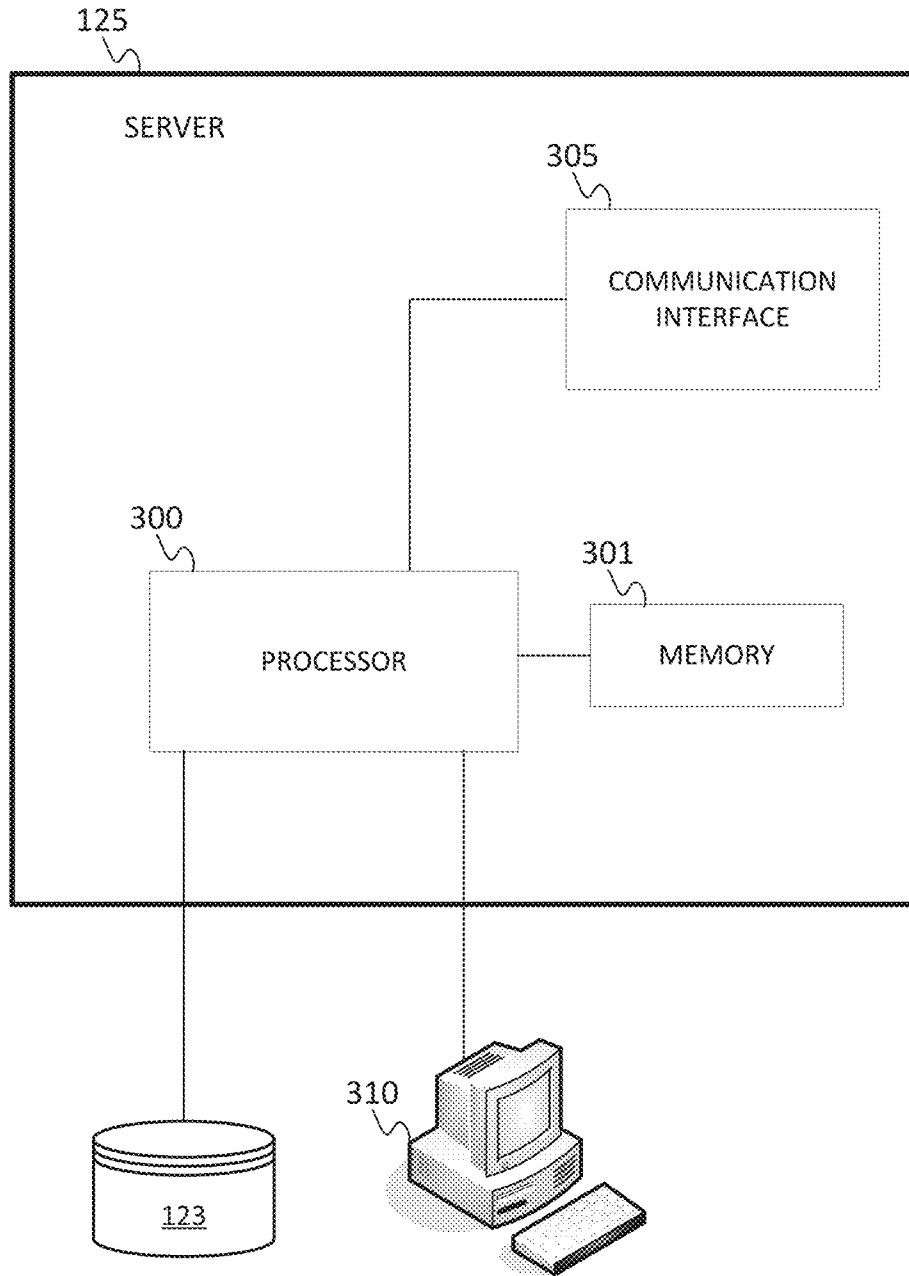 125
SERVER
305
COMMUNICATION
INTERFACE
300
301
PROCESSOR
MEMORY
310
123